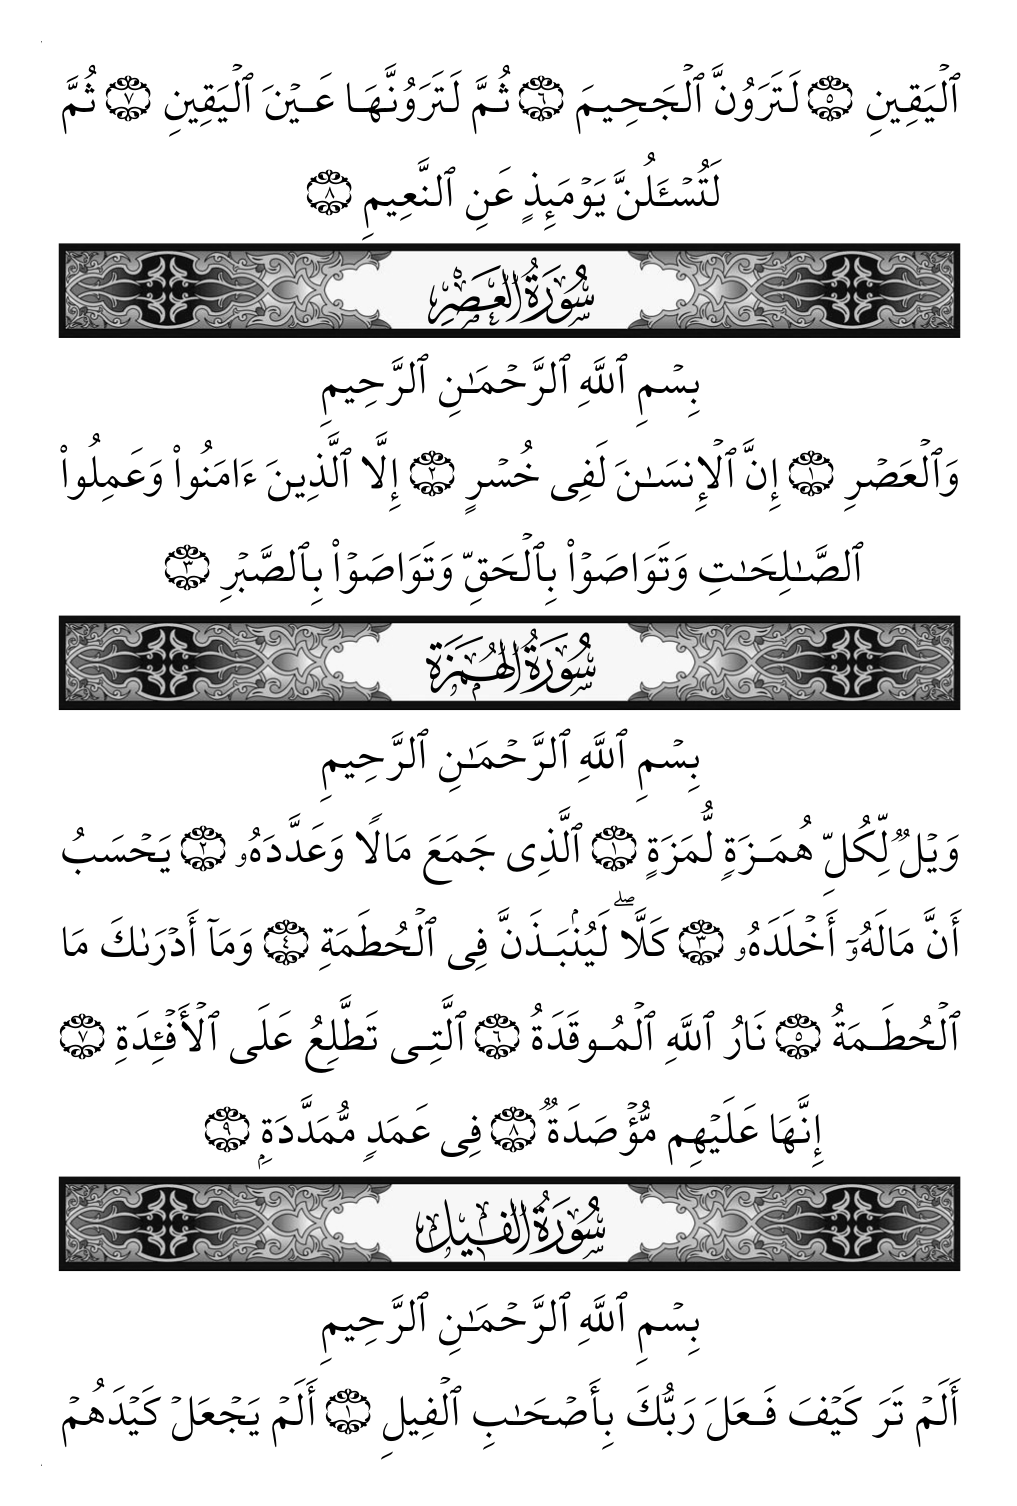 ٱلۡيَقِينِ ۝٥ لَتَرَوُنَّ ٱلۡجَحِيمَ ۝٦ ثُمَّ لَتَرَوُنَّهَا عَيۡنَ ٱلۡيَقِينِ ۝٧ ثُمَّ
لَتُسۡـَٔلُنَّ يَوۡمَئِذٍ عَنِ ٱلنَّعِيمِ ۝٨
سُورَةُ العَصۡرِ
بِسۡمِ ٱللَّهِ ٱلرَّحۡمَـٰنِ ٱلرَّحِيمِ
وَٱلۡعَصۡرِ ۝١ إِنَّ ٱلۡإِنسَـٰنَ لَفِى خُسۡرٍ ۝٢ إِلَّا ٱلَّذِينَ ءَامَنُوا۟ وَعَمِلُوا۟
ٱلصَّـٰلِحَـٰتِ وَتَوَاصَوۡا۟ بِٱلۡحَقِّ وَتَوَاصَوۡا۟ بِٱلصَّبۡرِ ۝٣
سُورَةُ الهُمَزَةِ
بِسۡمِ ٱللَّهِ ٱلرَّحۡمَـٰنِ ٱلرَّحِيمِ
وَيۡلٌ لِّكُلِّ هُمَزَةٍ لُّمَزَةٍ ۝١ ٱلَّذِى جَمَعَ مَالًا وَعَدَّدَهُۥ ۝٢ يَحۡسَبُ
أَنَّ مَالَهُۥٓ أَخۡلَدَهُۥ ۝٣ كَلَّاۖ لَيُنۢبَذَنَّ فِى ٱلۡحُطَمَةِ ۝٤ وَمَآ أَدۡرَىٰكَ مَا
ٱلۡحُطَمَةُ ۝٥ نَارُ ٱللَّهِ ٱلۡمُوقَدَةُ ۝٦ ٱلَّتِى تَطَّلِعُ عَلَى ٱلۡأَفۡـِٔدَةِ ۝٧
إِنَّهَا عَلَيۡهِم مُّؤۡصَدَةٌ ۝٨ فِى عَمَدٍ مُّمَدَّدَةِۭ ۝٩
سُورَةُ الفِيلِ
بِسۡمِ ٱللَّهِ ٱلرَّحۡمَـٰنِ ٱلرَّحِيمِ
أَلَمۡ تَرَ كَيۡفَ فَعَلَ رَبُّكَ بِأَصۡحَـٰبِ ٱلۡفِيلِ ۝١ أَلَمۡ يَجۡعَلۡ كَيۡدَهُمۡ